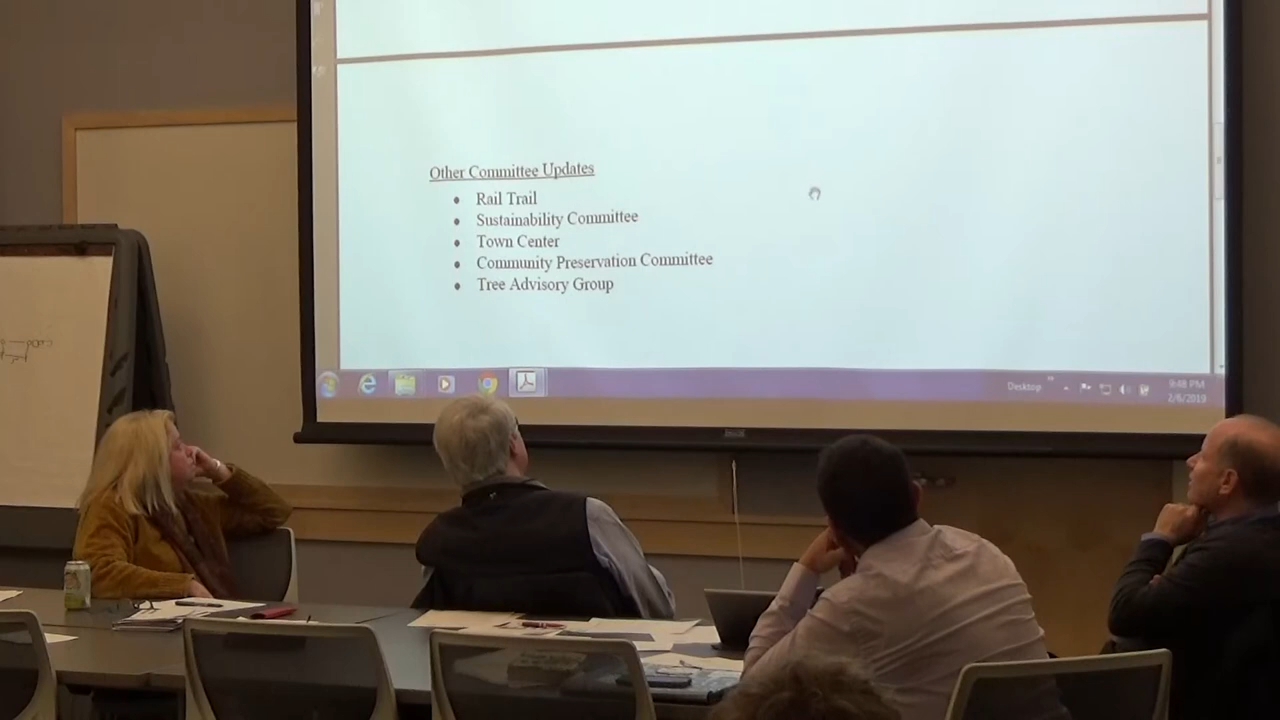 Other Committee Updates
• Rail Trail
• Sustainability Committee
• Town Center
• Community Preservation Committee
• Tree Advisory Group
Desktop
9:48 PM
2/6/2019